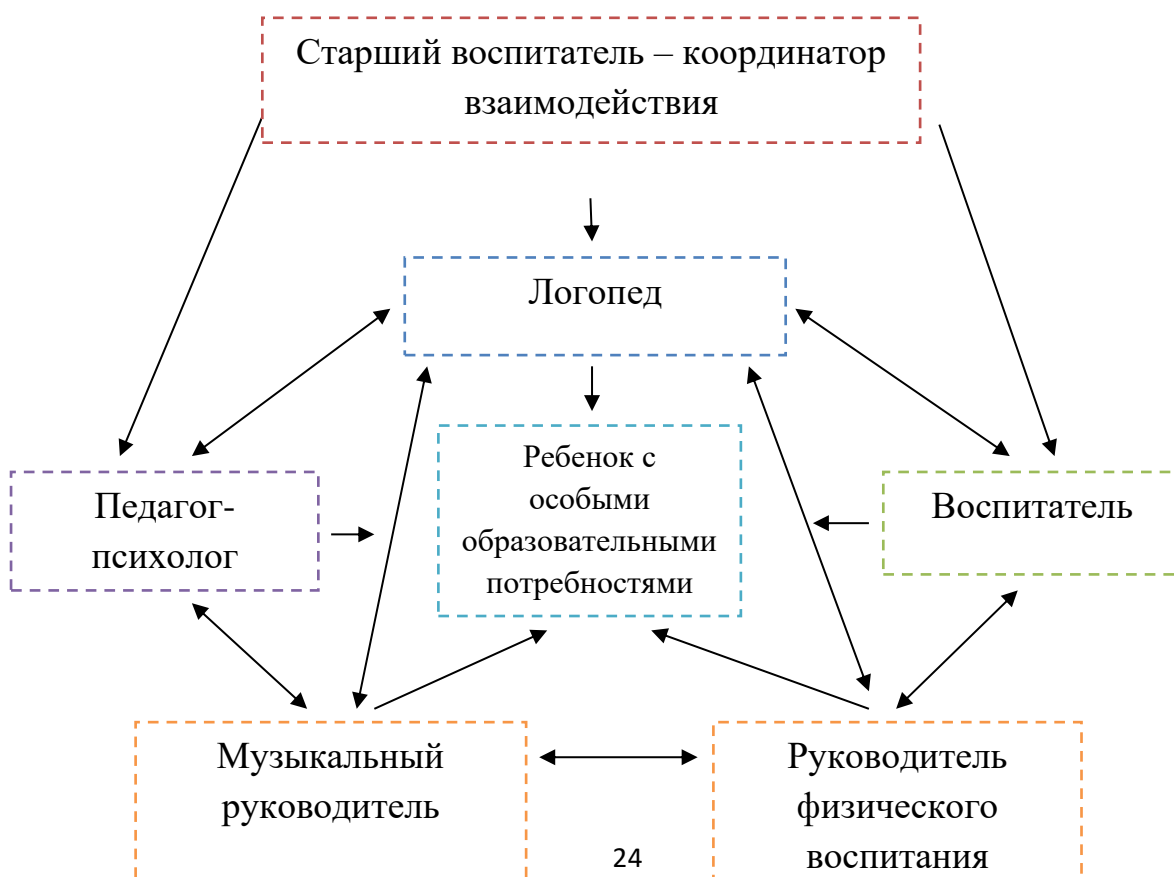 Старший воспитатель – координатор
взаимодействия
Логопед
Ребенок с
особыми
образовательными
потребностями
Педагог-
психолог
Воспитатель
Музыкальный
руководитель
Руководитель
физического
воспитания
24